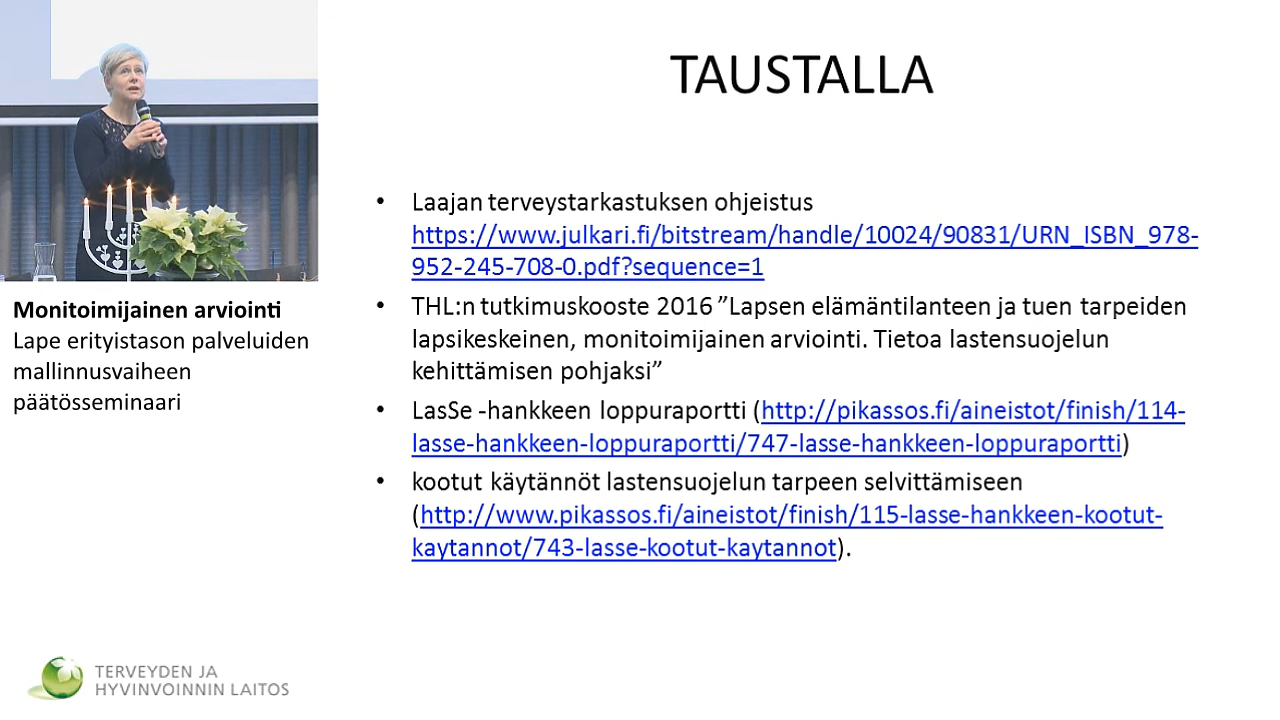 TAUSTALLA
• Laajan terveystarkastuksen ohjeistus
https://www.julkari.fi/bitstream/handle/10024/90831/URN_ISBN_978-
952-245-708-0.pdf?sequence=1
• THL:n tutkimuskooste 2016 ”Lapsen elämäntilanteen ja tuen tarpeiden
lapsikeskeinen, monitoimijainen arviointi. Tietoa lastensuojelun
kehittämisen pohjaksi”
• LasSe -hankkeen loppuraportti (http://pikassos.fi/aineistot/finish/114-
lasse-hankkeen-loppuraportti/747-lasse-hankkeen-loppuraportti)
• kootut käytännöt lastensuojelun tarpeen selvittämiseen
(http://www.pikassos.fi/aineistot/finish/115-lasse-hankkeen-kootut-
kaytannot/743-lasse-kootut-kaytannot).
Monitoimijainen arviointi
Lape erityistason palveluiden
mallinnusvaiheen
päätösseminaari
TERVEYDEN JA
HYVINVOINNIN LAITOS